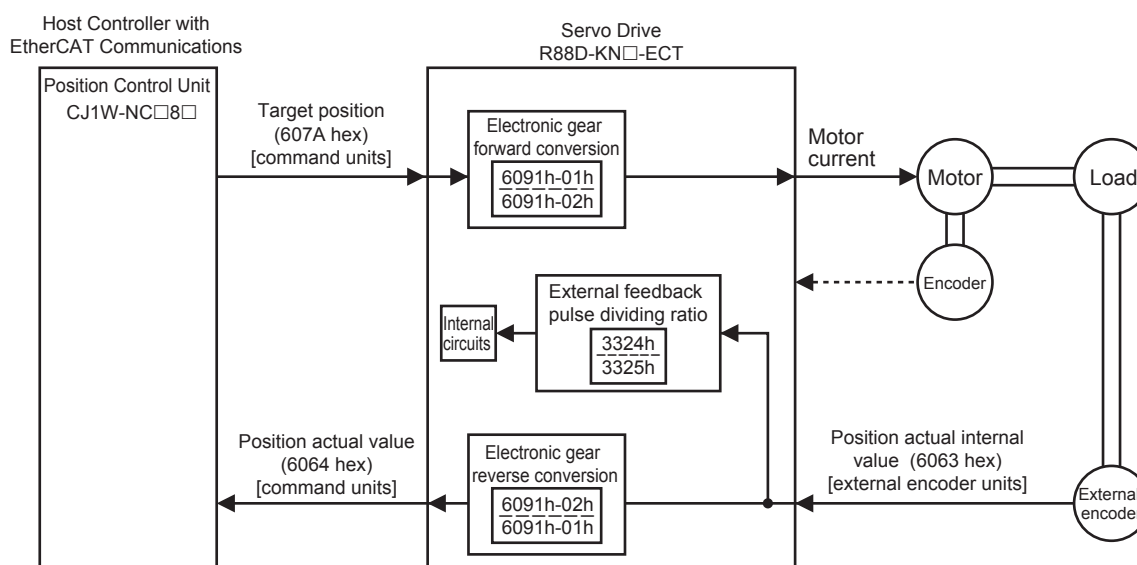 Host Controller with
EtherCAT Communications
Position Control Unit
CJ1W-NC□8□
Target position
(607A hex)
[command units]
Servo Drive
R88D-KN□-ECT
Electronic gear
forward conversion
6091h-01h
6091h-02h
Motor
current
Motor
Load
Encoder
External feedback
pulse dividing ratio
3324h
3325h
Internal
circuits
Position actual value
(6064 hex)
[command units]
Electronic gear
reverse conversion
6091h-02h
6091h-01h
Position actual internal
value (6063 hex)
[external encoder units]
External
encoder